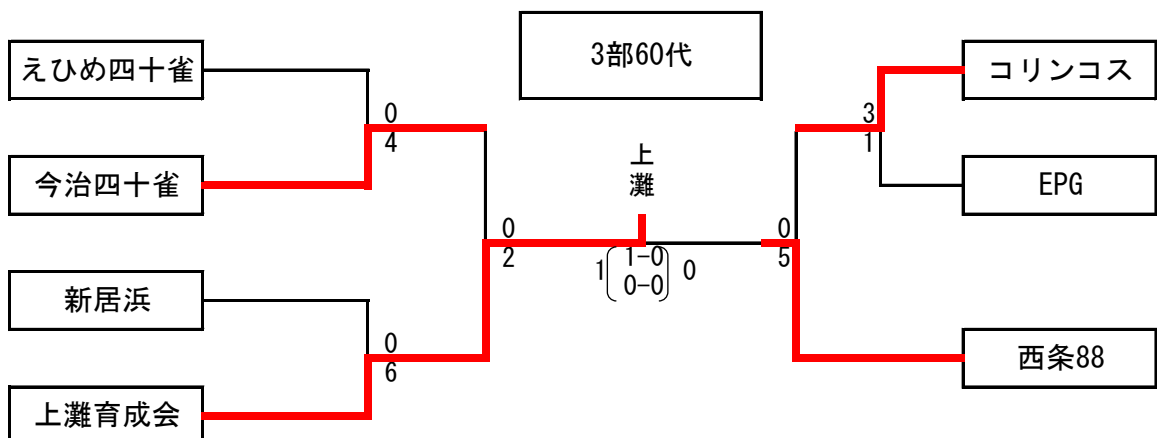 3部60代
えひめ四十雀
コリンコス
0
4
3
1
上
灘
今治四十雀
EPG
0
2
0
5
1
1-0
0-0
0
新居浜
0
6
西条88
上灘育成会